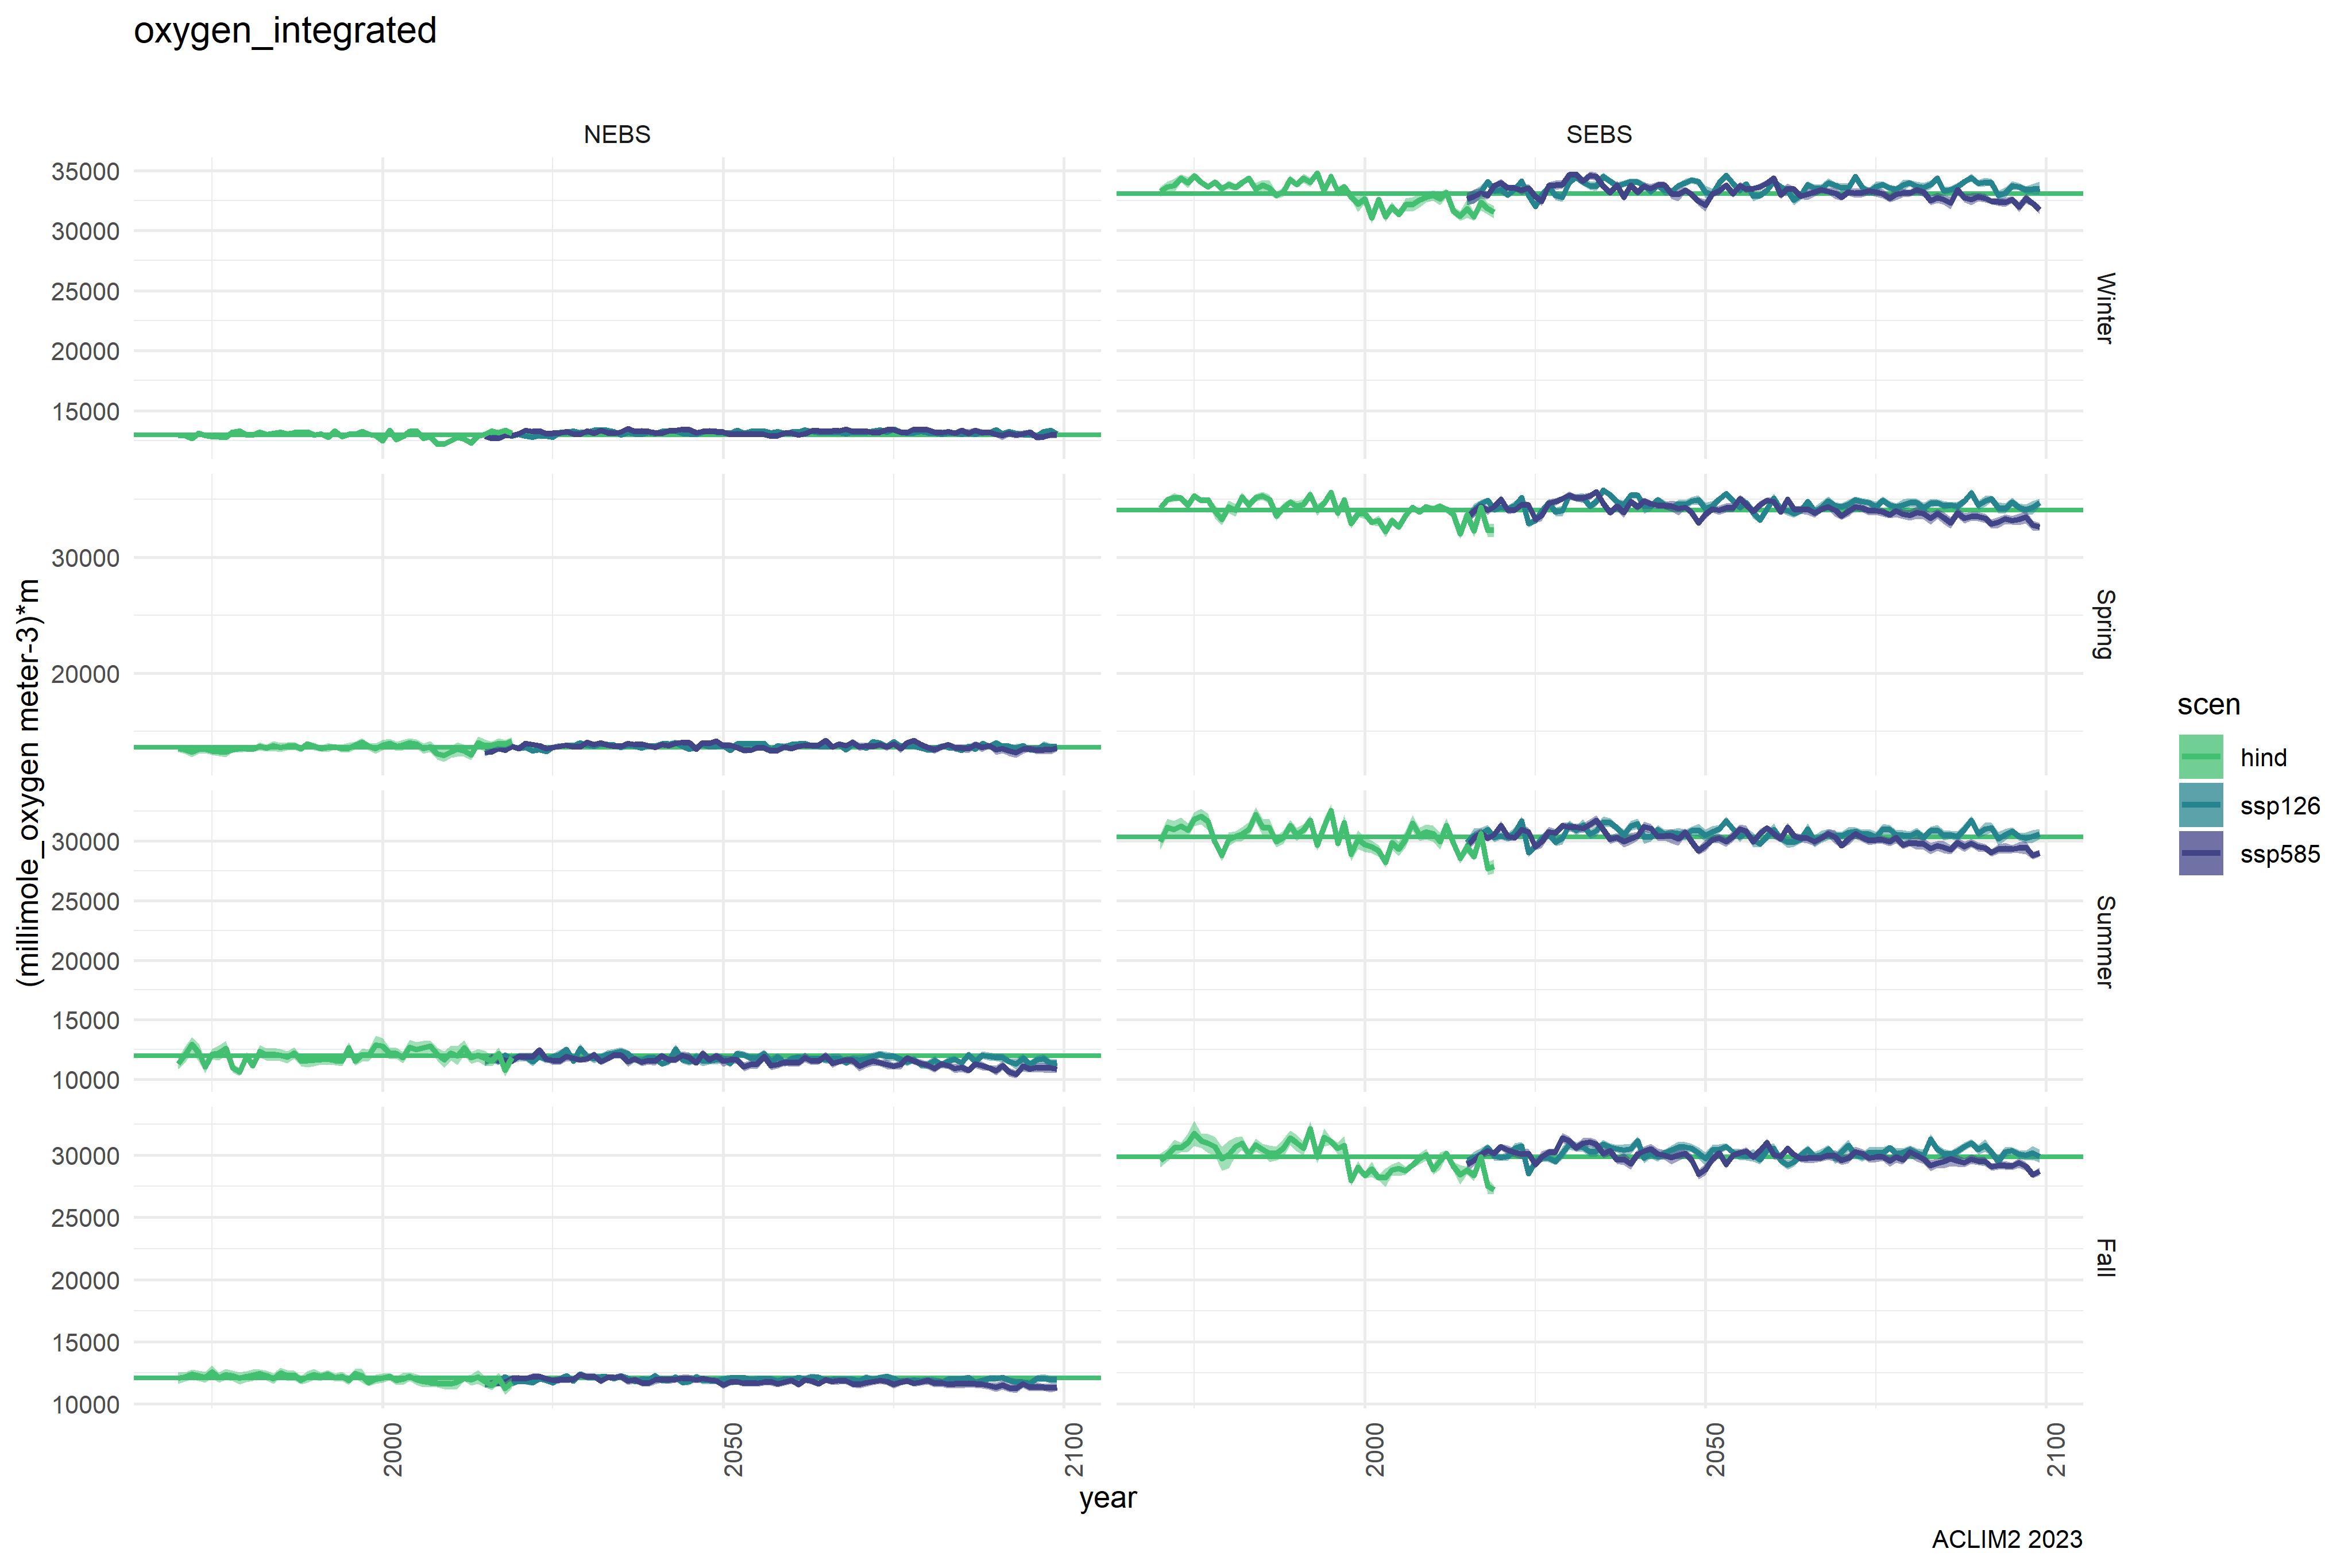 oxygen_integrated
NEBS
SEBS
35000
30000
25000
20000
15000
Winter
30000
20000
Spring
30000
25000
20000
15000
10000
Summer
30000
25000
20000
15000
10000
Fall
(millimole_oxygen meter-3)*m
2000
2050
2100
2000
2050
2100
year
scen
hind
ssp126
ssp585
ACLIM2 2023